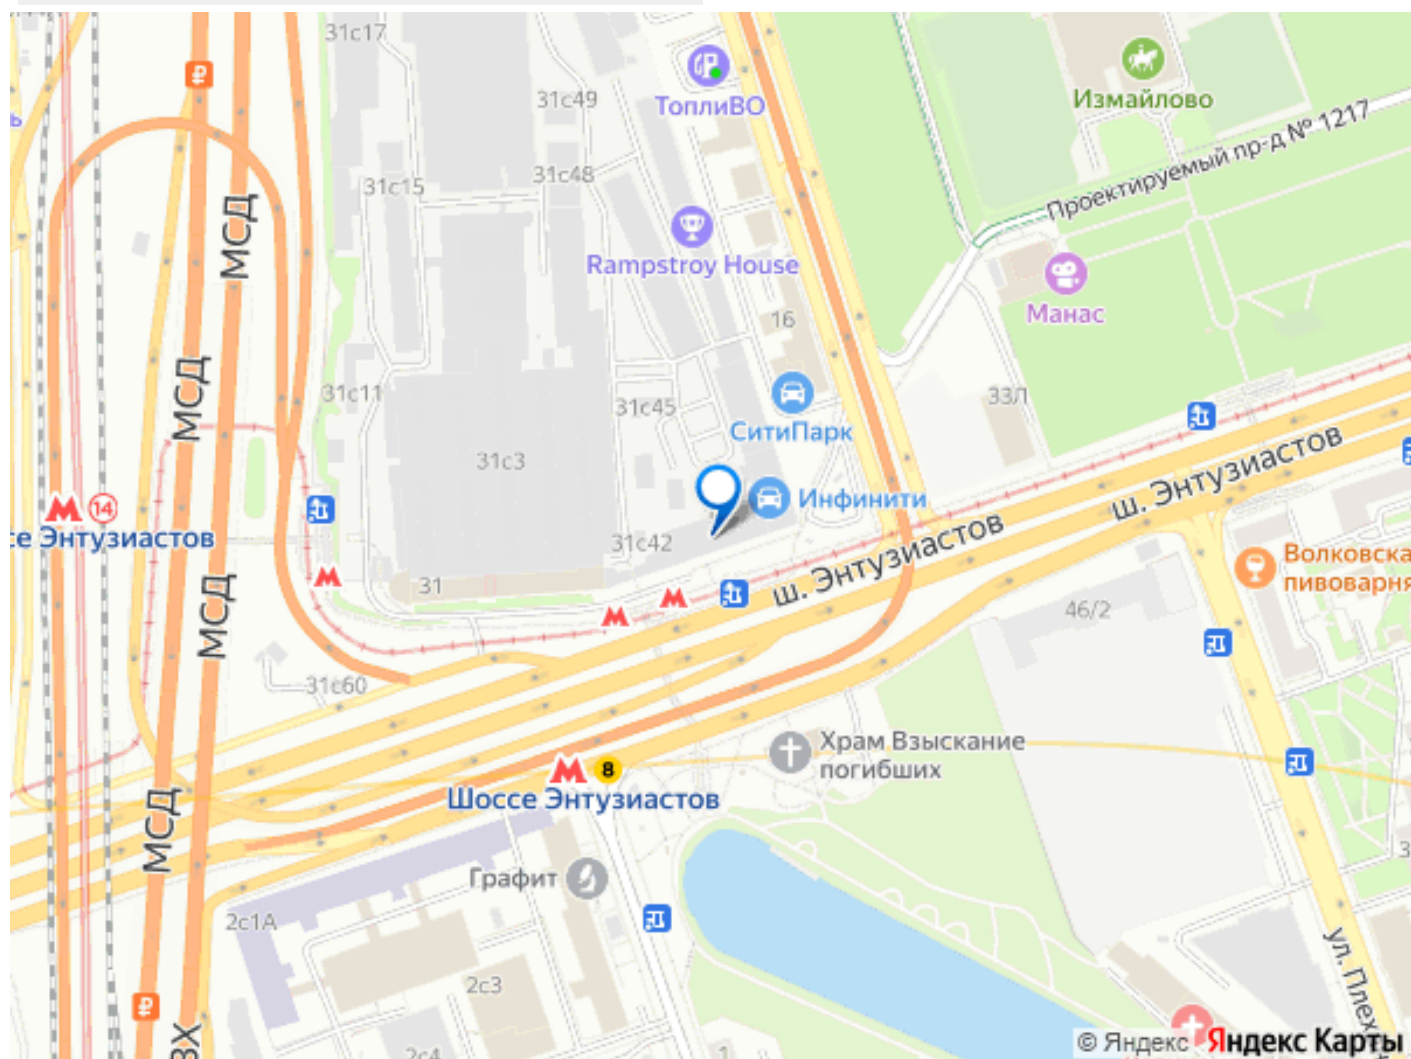 31с17
31с49
ТоплиВО
Измайлово
Проектируемый пр-д № 1217
31с15
31с48
МСД
Rampstroy House
Манас
16
МСД
31с11
31с45
СитиПарк
33Л
31с3
ш. Энтузиастов
Инфинити
14
се Энтузиастов
31с42
ш. Энтузиастов
Волковска
пивоварня
31
МСД
46/2
31с60
Храм Взыскание
погибших
8
Шоссе Энтузиастов
МСД
Графит
2с1А
2с3
ул. Плех
2с4
1
© Яндекс Яндекс Карты